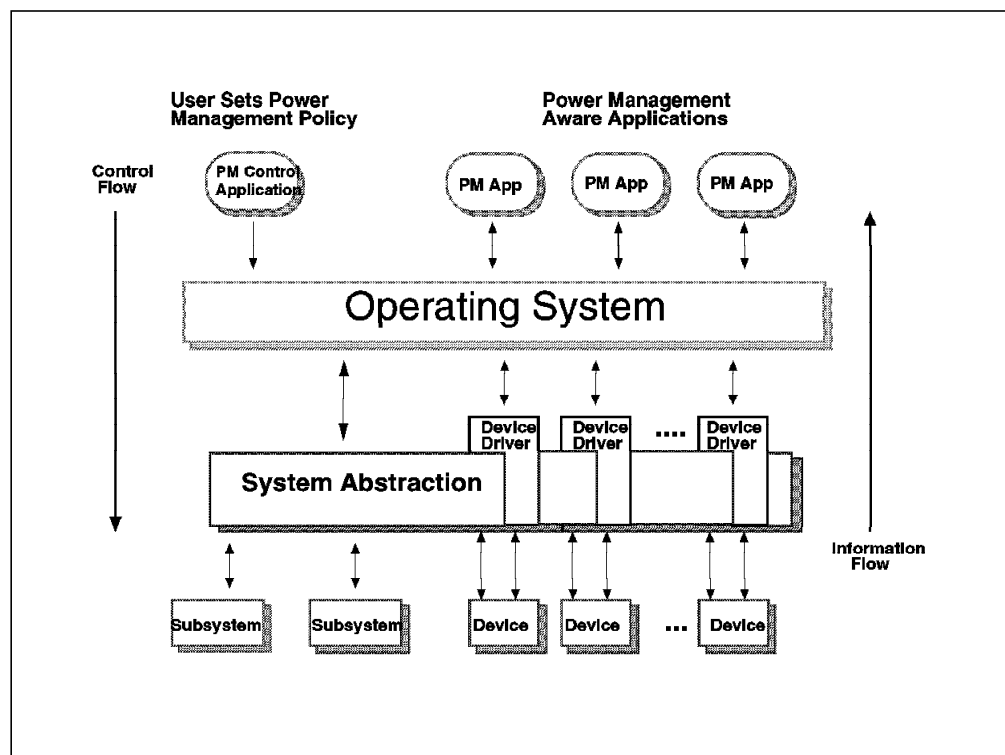 User Sets Power
Management Policy
Power Management
Aware Applications
Control
Flow
PM Control
Application
PM App
PM App
PM App
Operating System
Device
Driver
Device
Driver
....
Device
Driver
System Abstraction
Information
Flow
Subsystem
Subsystem
Device
Device
...
Device